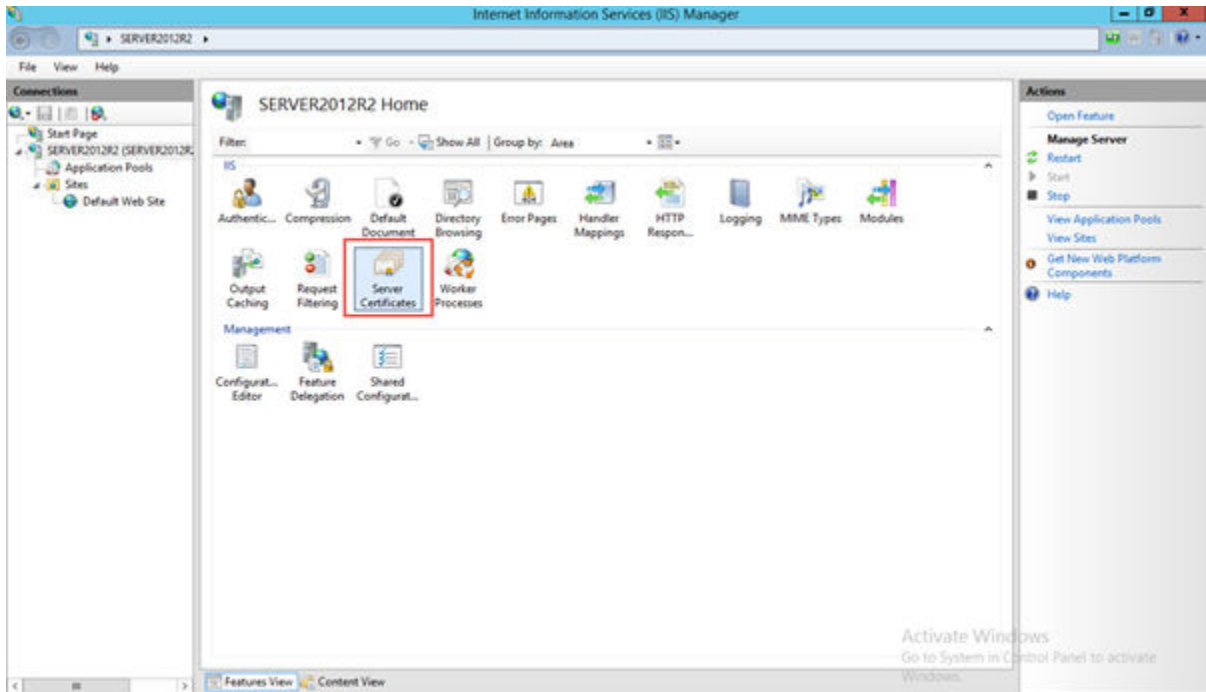 Internet Information Services (IIS) Manager
SERVER2012R2
File View Help
Connections
Start Page
SERVER2012R2 (SERVER2012R
Application Pools
Sites
Default Web Site
SERVER2012R2 Home
Filter: Go Show All Group by: Area
IIS
Authentic... Compression Default Document Directory Browsing Error Pages Handler Mappings HTTP Respon... Logging MIME Types Modules
Output Caching Request Filtering Server Certificates Worker Processes
Management
Configurat... Editor Feature Delegation Shared Configurat...
Features View Content View
Actions
Open Feature
Manage Server
Restart
Start
Stop
View Application Pools
View Sites
Get New Web Platform
Components
Help
Activate Windows
Go to System in Control Panel to activate
Windows.